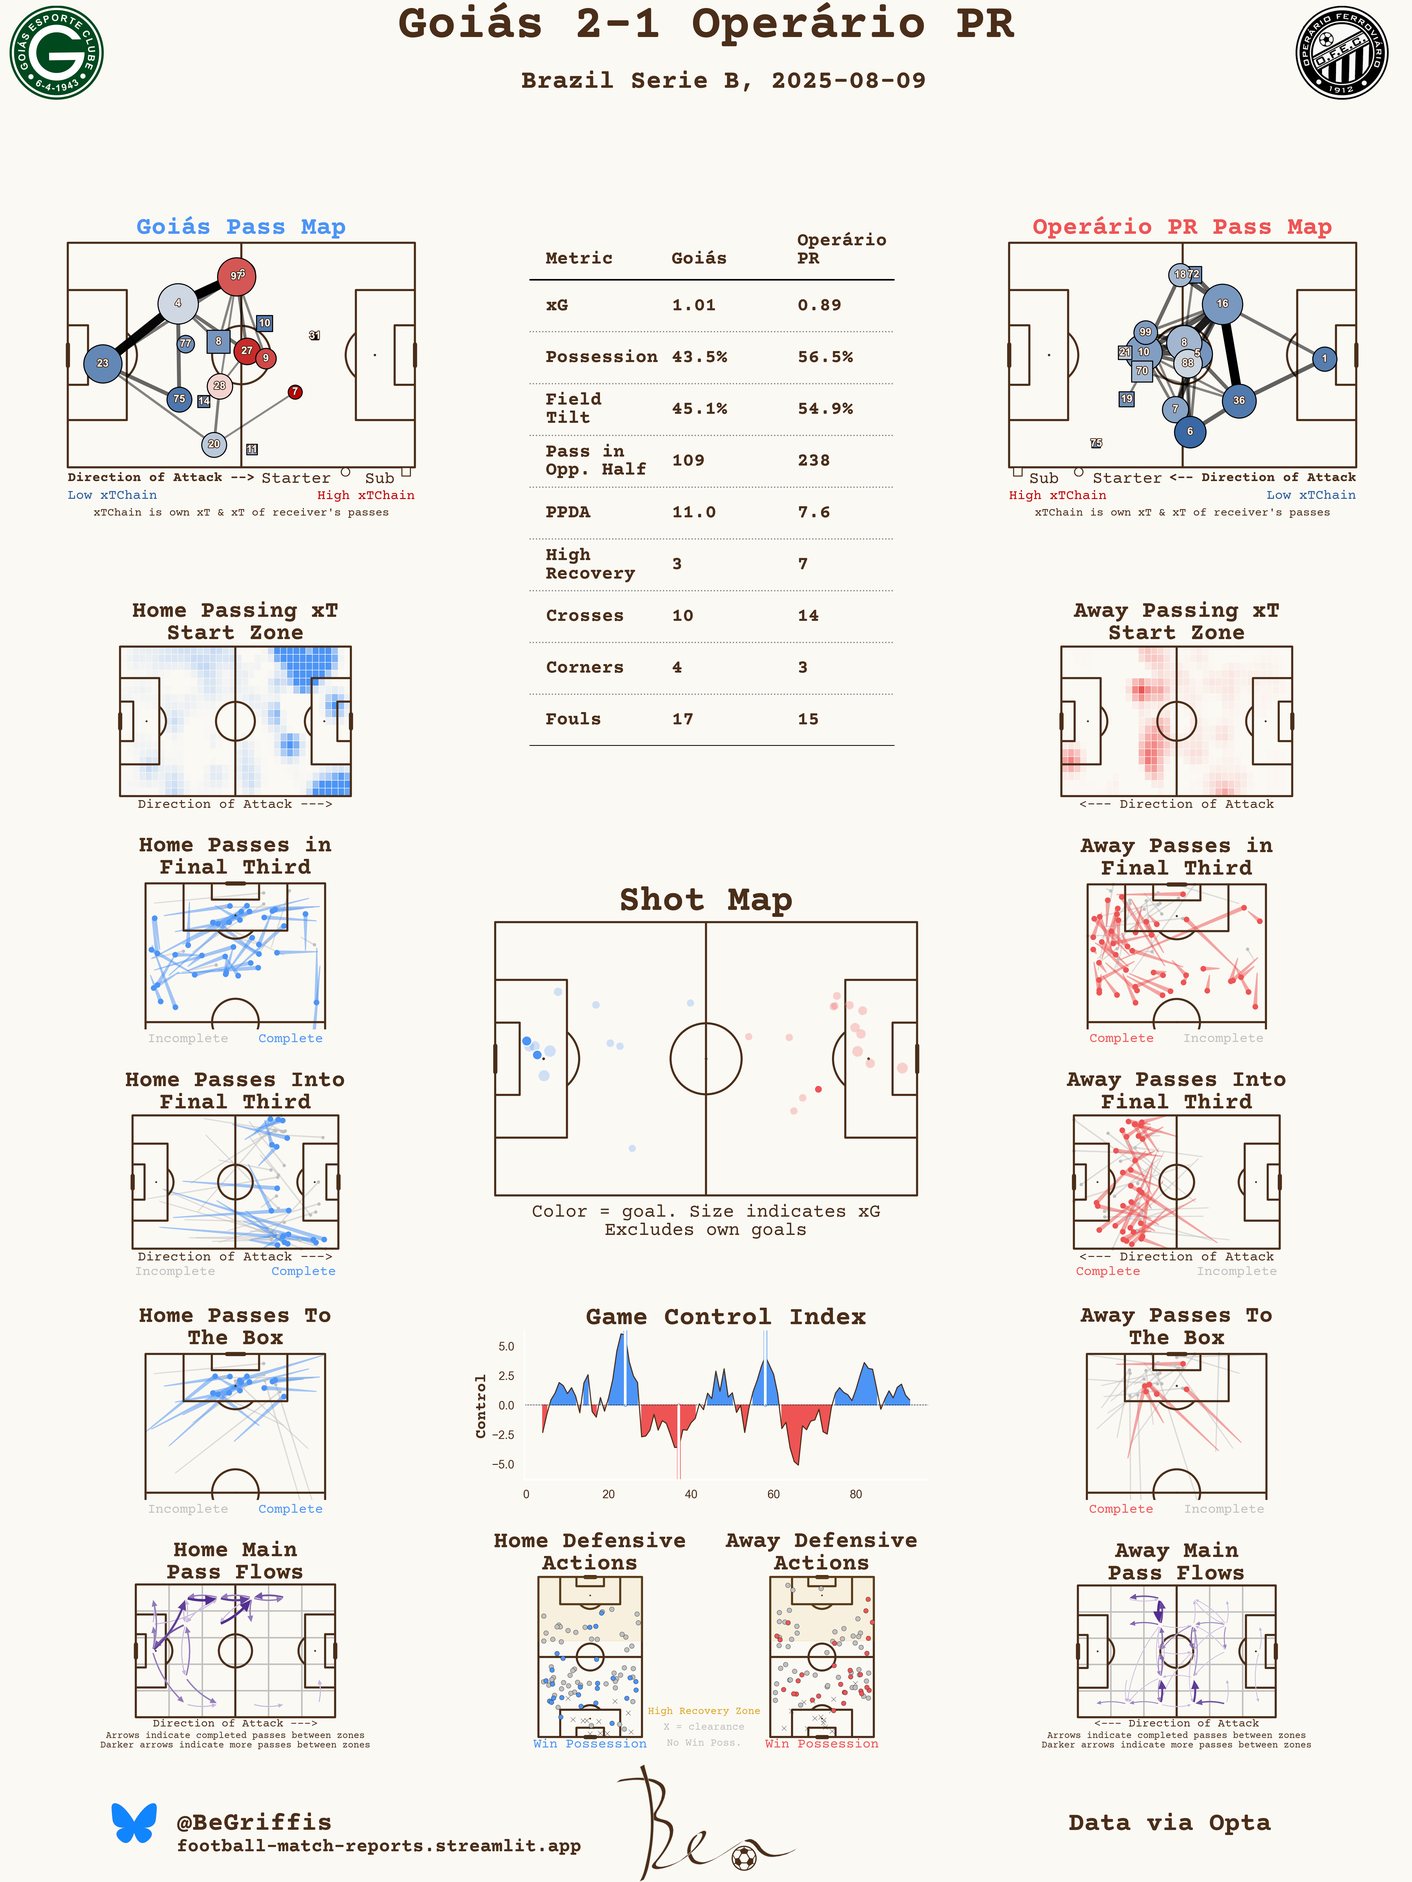 Goiás 2-1 Operário PR
Brazil Serie B, 2025-08-09
GOIÁS ESPORTE CLUBE
G
6-4-1943
OPERÁRIO FERROVIÁRIO
O.F.E.C.
1912
Goiás Pass Map
97 6
4
10
31
77
8
27
9
23
28
7
75
14
20
11
Direction of Attack --> Starter Sub
Low xTChain High xTChain
xTChain is own xT & xT of receiver's passes
Metric Goiás Operário PR
xG 1.01 0.89
Possession 43.5% 56.5%
Field Tilt 45.1% 54.9%
Pass in Opp. Half 109 238
PPDA 11.0 7.6
High Recovery 3 7
Crosses 10 14
Corners 4 3
Fouls 17 15
Operário PR Pass Map
18 72
16
99
8
21 10 5
88
1
70
19
7
36
6
75
Sub Starter <-- Direction of Attack
High xTChain Low xTChain
xTChain is own xT & xT of receiver's passes
Home Passing xT
Start Zone
Direction of Attack --->
Away Passing xT
Start Zone
<--- Direction of Attack
Home Passes in
Final Third
Incomplete Complete
Away Passes in
Final Third
Complete Incomplete
Shot Map
Color = goal. Size indicates xG
Excludes own goals
Home Passes Into
Final Third
Direction of Attack --->
Incomplete Complete
Away Passes Into
Final Third
<--- Direction of Attack
Complete Incomplete
Home Passes To
The Box
Incomplete Complete
Game Control Index
Control
5.0
2.5
0.0
−2.5
−5.0
0 20 40 60 80
Away Passes To
The Box
Complete Incomplete
Home Main
Pass Flows
Direction of Attack --->
Arrows indicate completed passes between zones
Darker arrows indicate more passes between zones
Home Defensive
Actions
Win Possession
Away Defensive
Actions
Win Possession
High Recovery Zone
X = clearance
No Win Poss.
Away Main
Pass Flows
<--- Direction of Attack
Arrows indicate completed passes between zones
Darker arrows indicate more passes between zones
@BeGriffis
football-match-reports.streamlit.app
Ben
Data via Opta